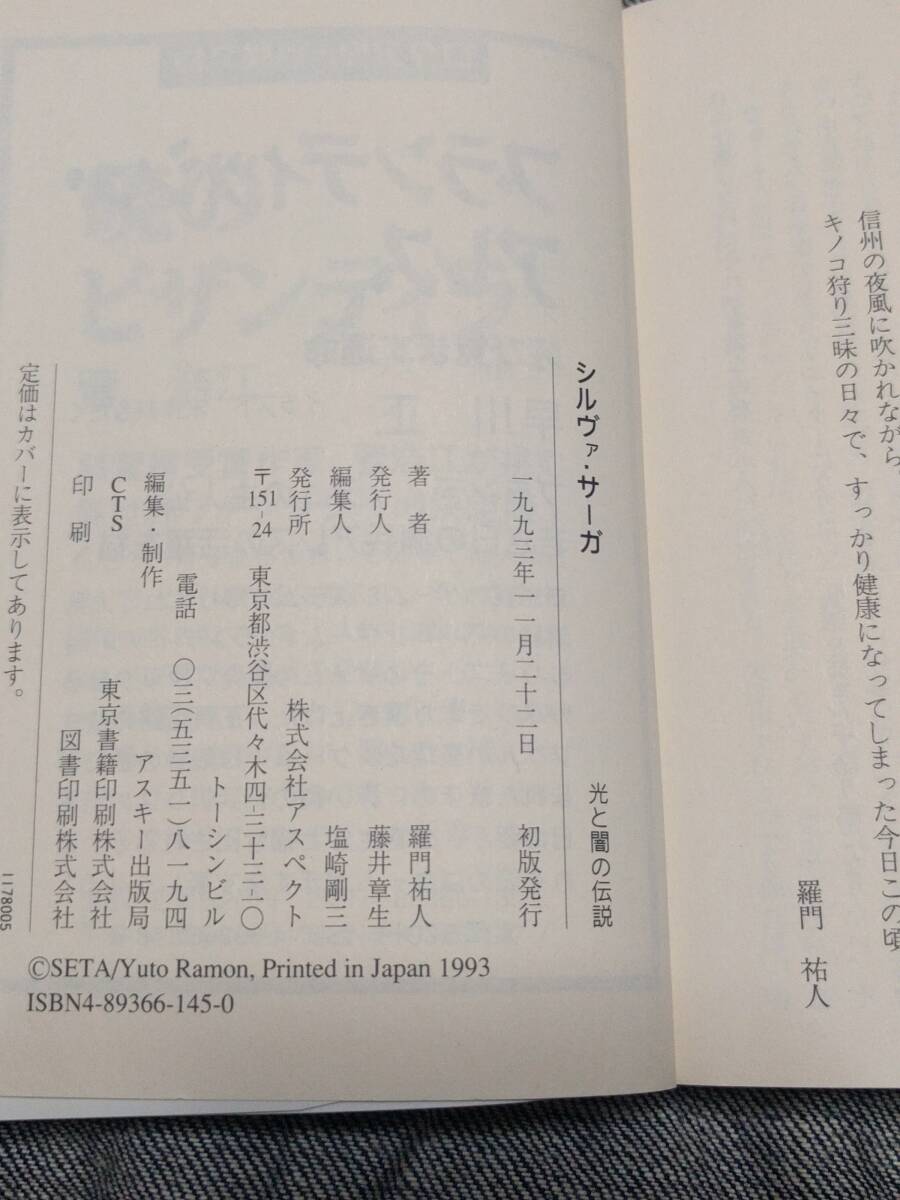 信州の夜風に吹かれながら、
キノコ狩り三昧の日々で、すっかり健康になってしまった今日この頃
羅門　祐人
シルヴァ・サーガ　光と闇の伝説
一九九三年一一月二十二日　初版発行
著　者　羅門祐人
発行人　藤井章生
編集人　塩崎剛三
発行所　株式会社アスペクト
〒151-24　東京都渋谷区代々木四-三十三-一〇
トーシンビル
電話　〇三(五三五一)八一九四
編集・制作　アスキー出版局
CTS　東京書籍印刷株式会社
印　刷　図書印刷株式会社
定価はカバーに表示してあります。
1178005
©SETA/Yuto Ramon, Printed in Japan 1993
ISBN4-89366-145-0